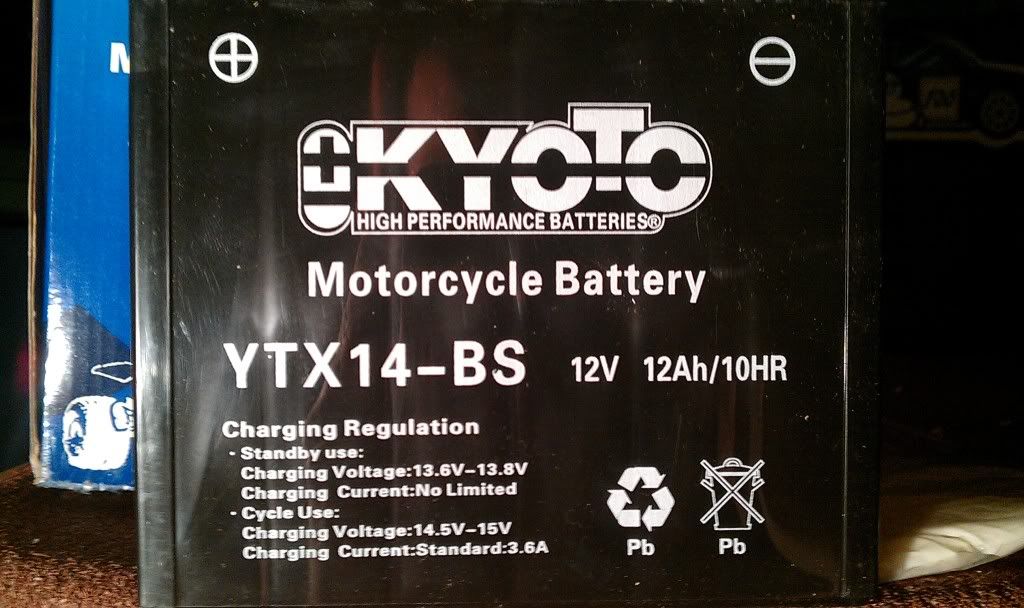 M
KYOTO
HIGH PERFORMANCE BATTERIES®
Motorcycle Battery
YTX14-BS 12V 12Ah/10HR
Charging Regulation
- Standby use:
Charging Voltage:13.6V-13.8V
Charging Current:No Limited
- Cycle Use:
Charging Voltage:14.5V-15V
Charging Current:Standard:3.6A
Pb Pb